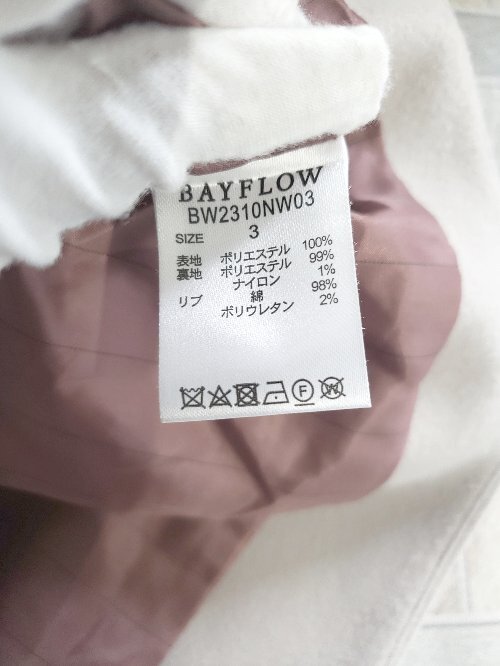 BAYFLOW
BW2310NW03
SIZE 3
表地 ポリエステル 100%
裏地 ポリエステル 99%
ナイロン 1%
リブ 綿 98%
ポリウレタン 2%
F W